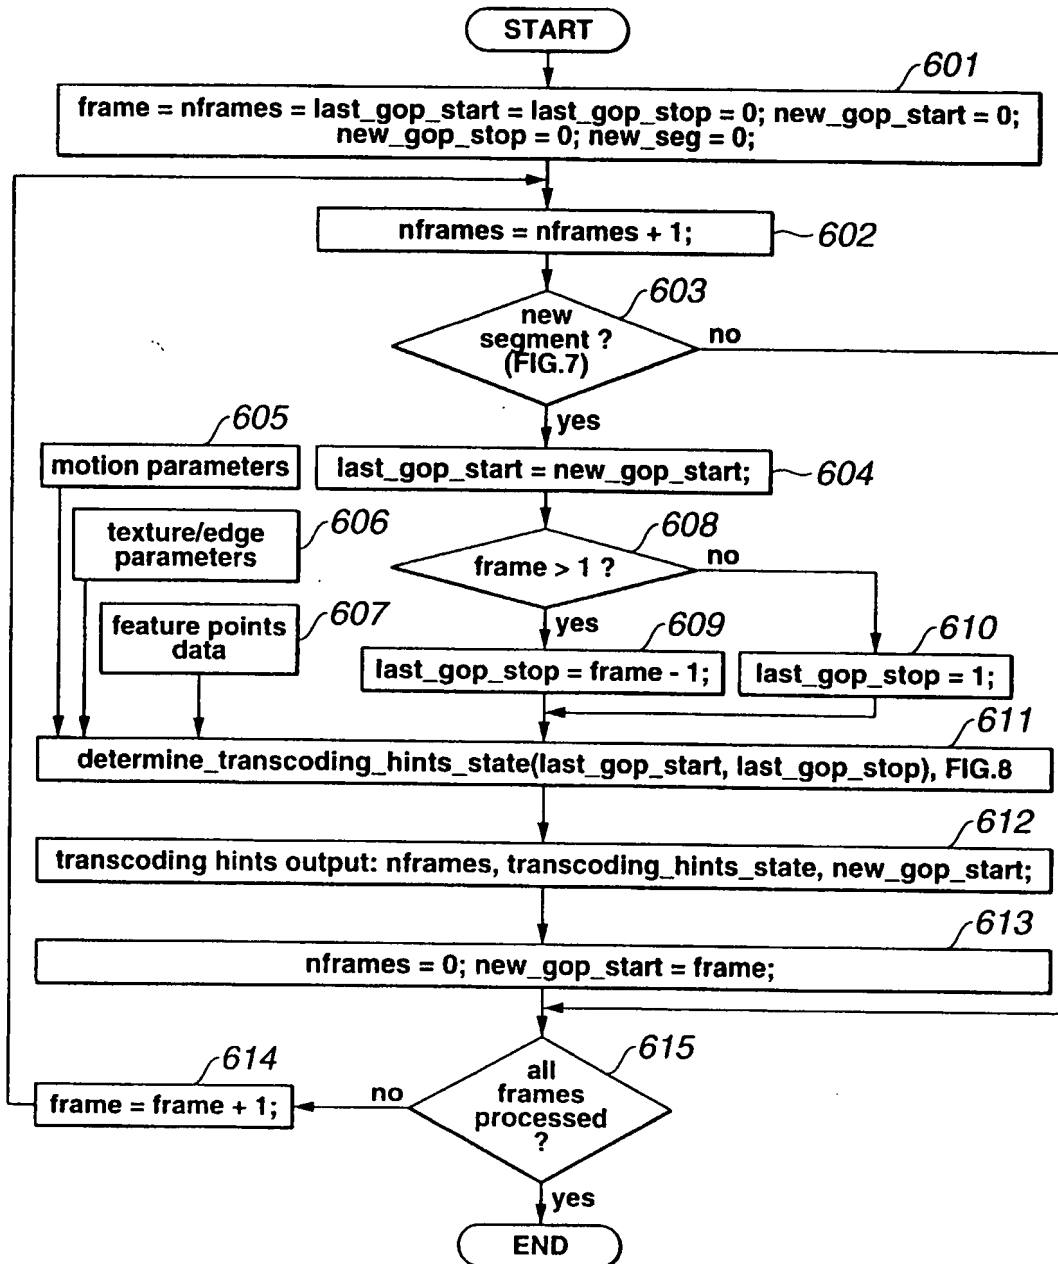 START
601
frame = nframes = last_gop_start = last_gop_stop = 0; new_gop_start = 0;
new_gop_stop = 0; new_seg = 0;
nframes = nframes + 1;
602
603
new
segment ?
(FIG.7)
no
yes
605
motion parameters
last_gop_start = new_gop_start;
604
606
texture/edge
parameters
608
frame > 1 ?
no
yes
607
feature points
data
609
last_gop_stop = frame - 1;
610
last_gop_stop = 1;
611
determine_transcoding_hints_state(last_gop_start, last_gop_stop), FIG.8
612
transcoding hints output: nframes, transcoding_hints_state, new_gop_start;
613
nframes = 0; new_gop_start = frame;
615
all
frames
processed
?
no
614
frame = frame + 1;
yes
END